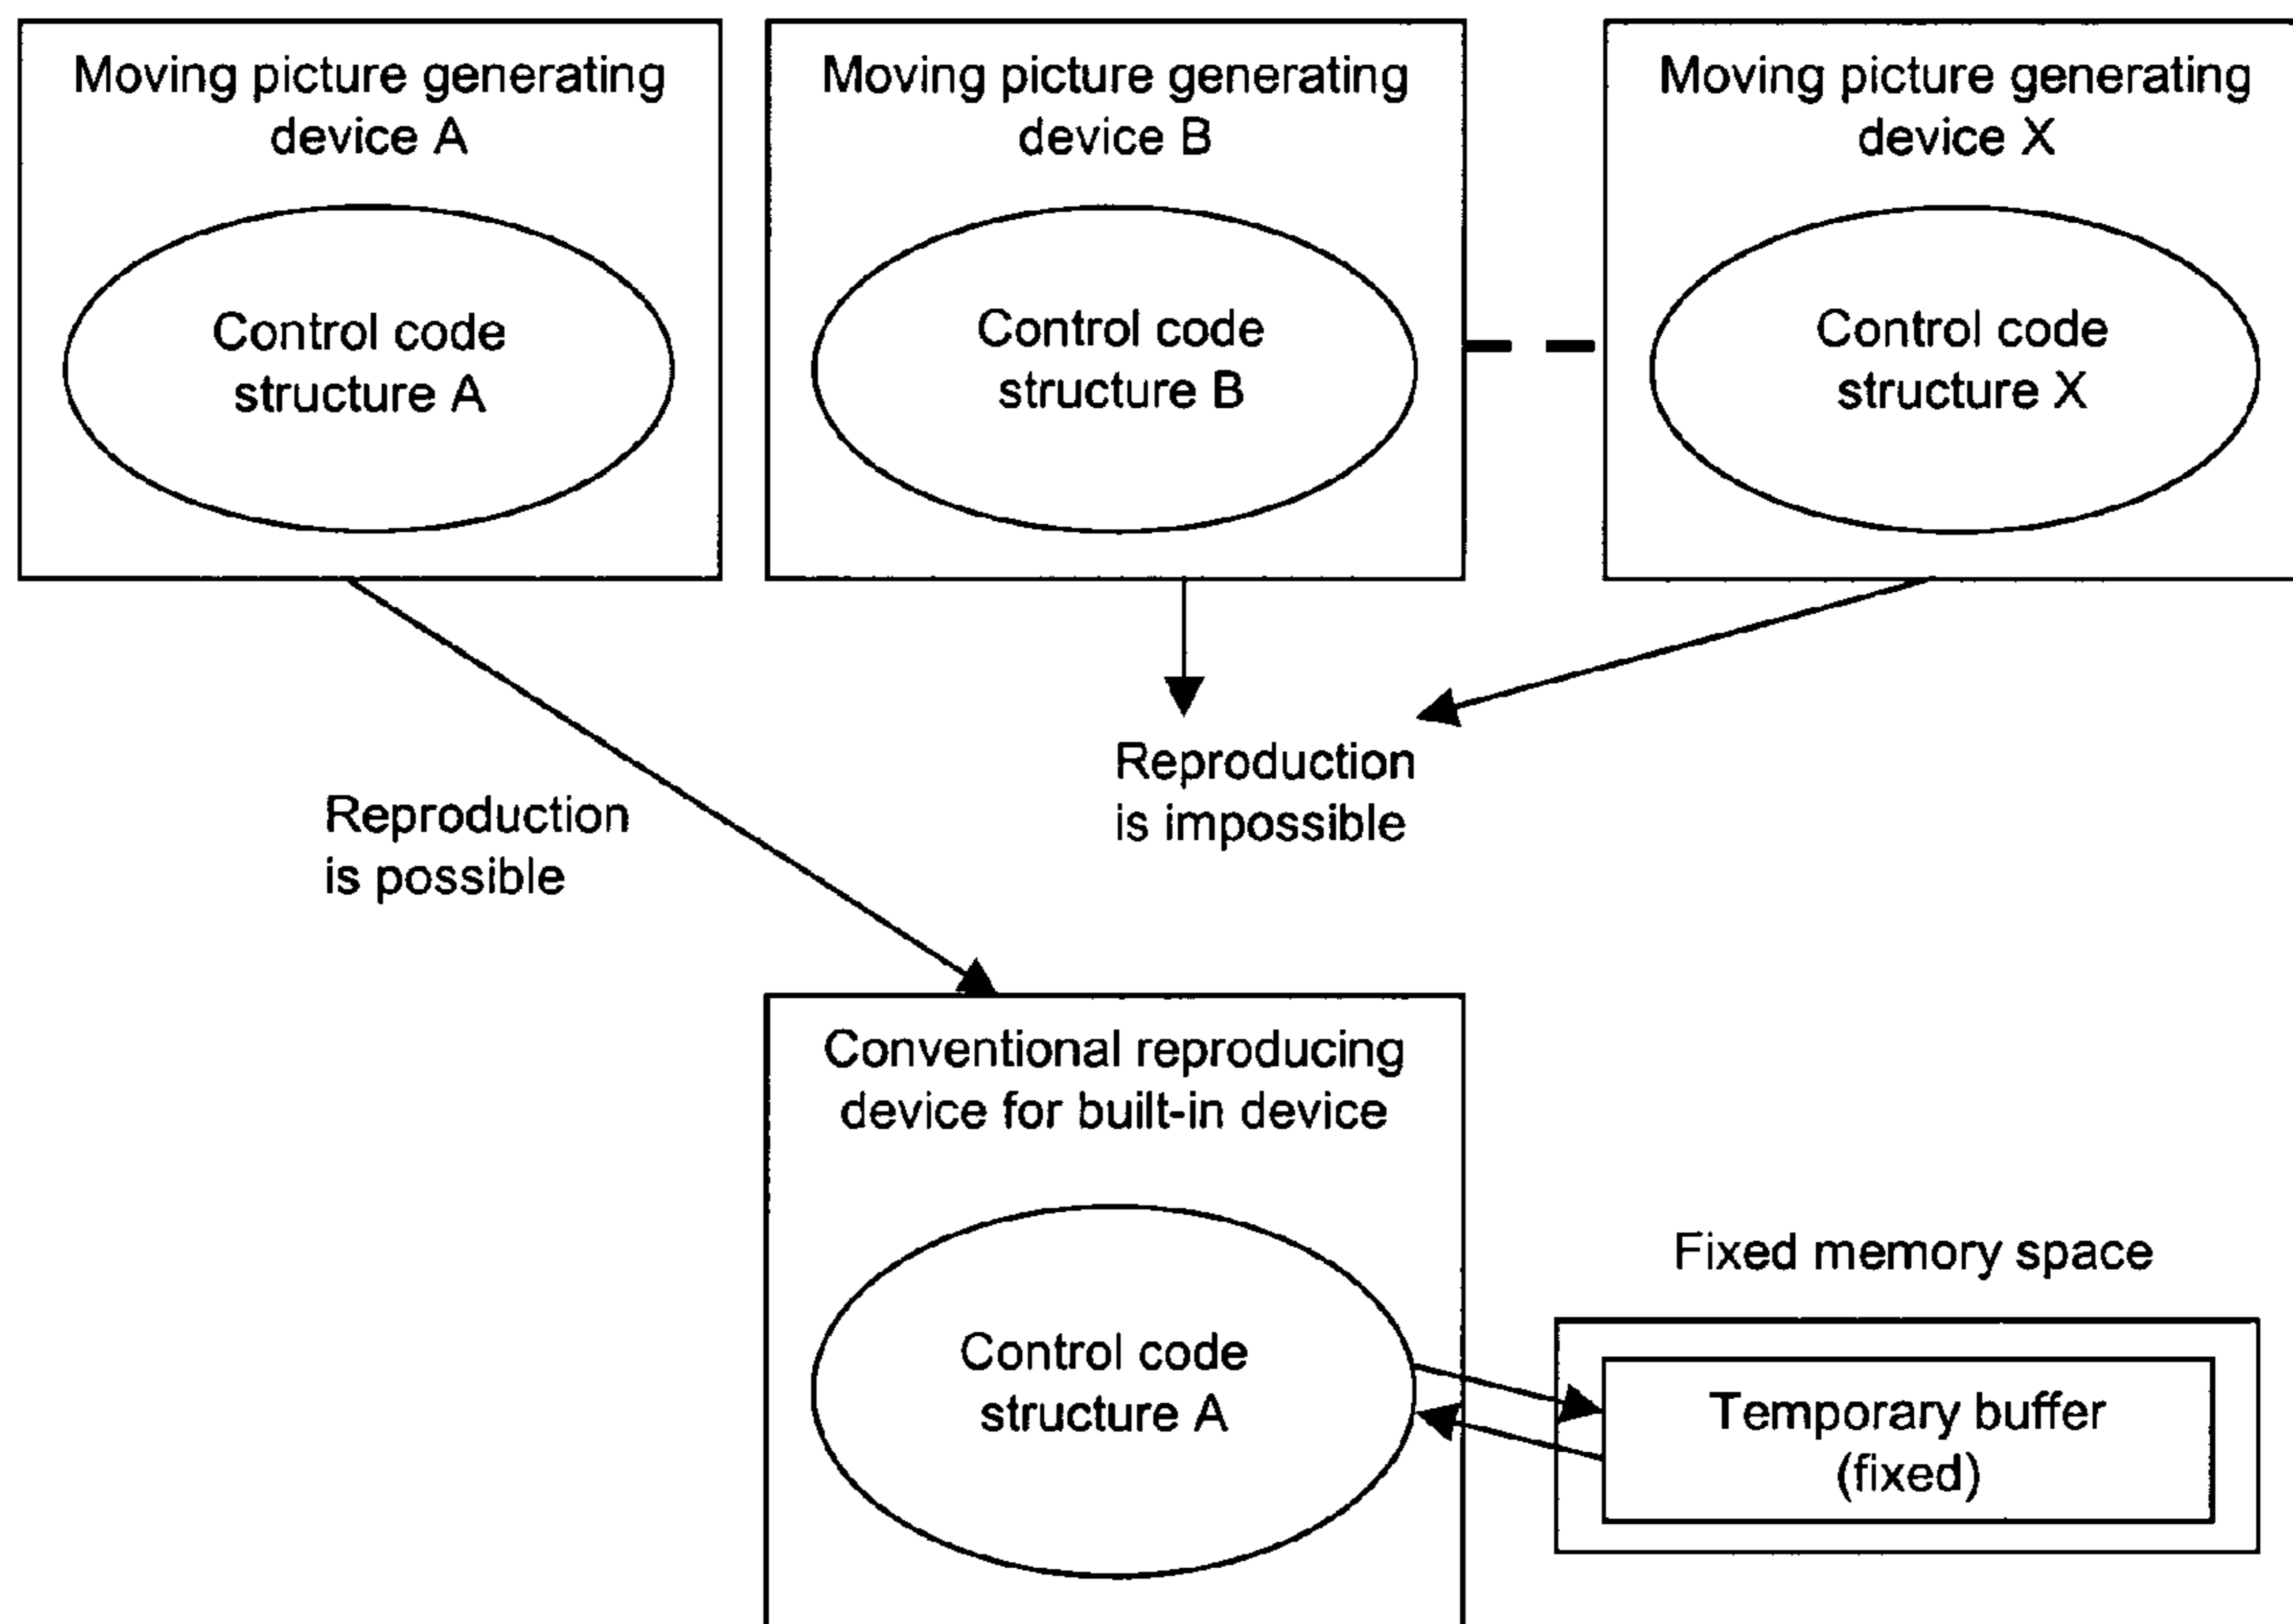 Moving picture generating
device A
Control code
structure A
Moving picture generating
device B
Control code
structure B
Moving picture generating
device X
Control code
structure X
Reproduction
is possible
Reproduction
is impossible
Conventional reproducing
device for built-in device
Control code
structure A
Fixed memory space
Temporary buffer
(fixed)